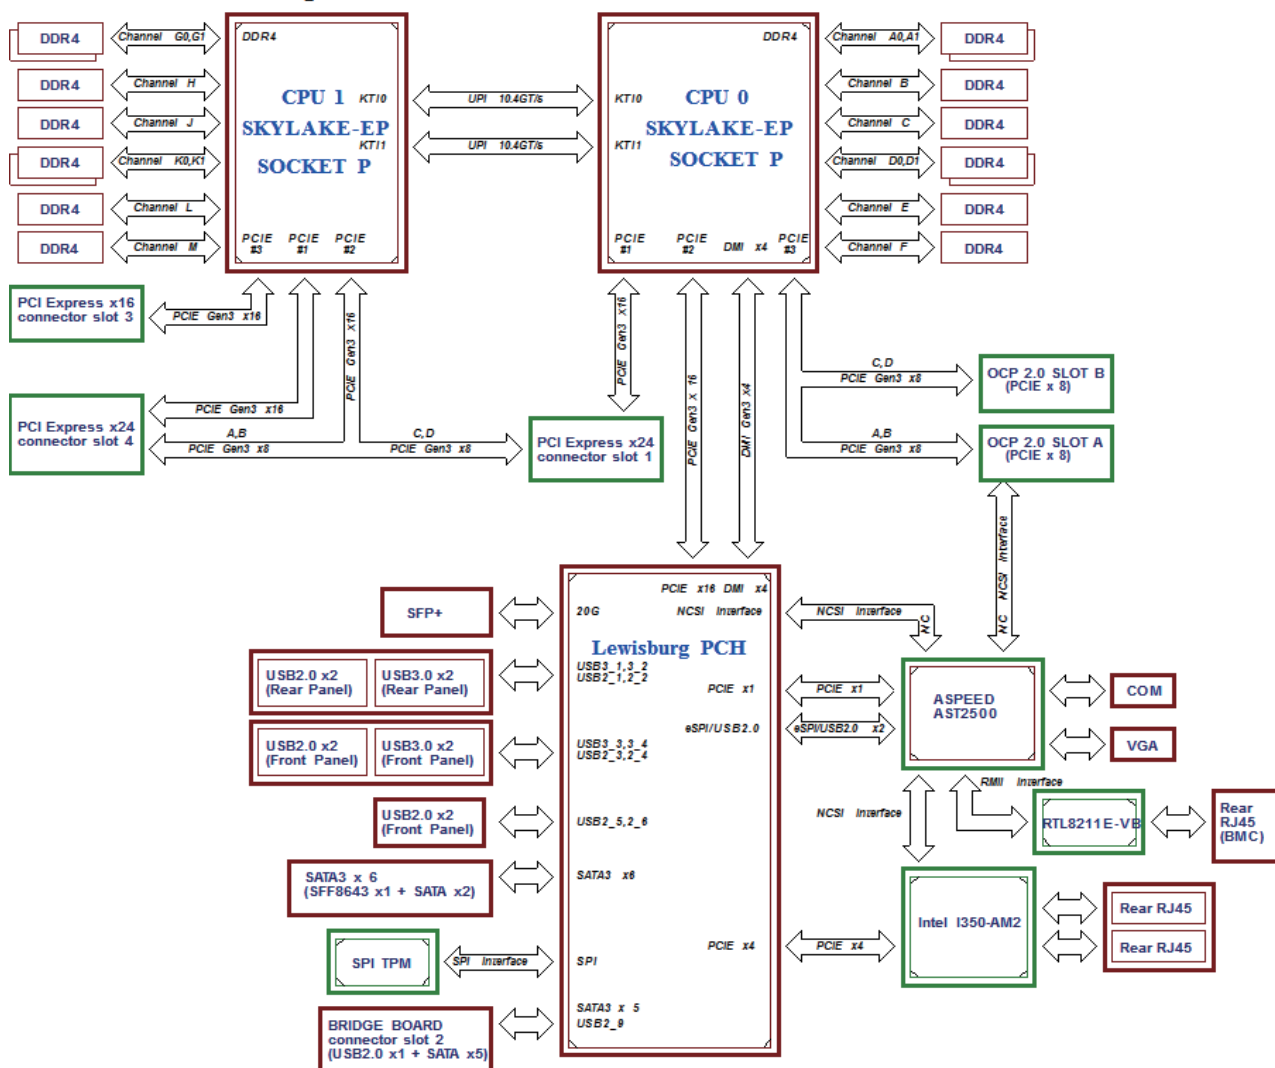 DDR4
Channel G0,G1
DDR4
Channel H
DDR4
Channel J
DDR4
Channel K0,K1
DDR4
Channel L
DDR4
Channel M
DDR4
CPU 1
SKYLAKE-EP
SOCKET P
KTI0
KTI1
PCIE #3
PCIE #1
PCIE #2
UPI 10.4GT/s
UPI 10.4GT/s
DDR4
CPU 0
SKYLAKE-EP
SOCKET P
KTI0
KTI1
PCIE #1
PCIE #2
DMI x4
PCIE #3
Channel A0,A1
DDR4
Channel B
DDR4
Channel C
DDR4
Channel D0,D1
DDR4
Channel E
DDR4
Channel F
DDR4
PCI Express x16
connector slot 3
PCIE Gen3 x16
PCI Express x24
connector slot 4
PCIE Gen3 x16
A,B
PCIE Gen3 x8
PCIE Gen3 x16
C,D
PCIE Gen3 x8
PCI Express x24
connector slot 1
PCIE Gen3 x16
PCIE Gen3 x 16
DMI Gen3 x4
C,D
PCIE Gen3 x8
OCP 2.0 SLOT B
(PCIE x 8)
A,B
PCIE Gen3 x8
OCP 2.0 SLOT A
(PCIE x 8)
NC NCSI Interface
PCIE x16 DMI x4
20G
NCSI Interface
Lewisburg PCH
USB3_1,3_2
USB2_1,2_2
PCIE x1
eSPI/USB2.0
USB3_3,3_4
USB2_3,2_4
USB2_5,2_6
SATA3 x6
PCIE x4
SPI
SATA3 x 5
USB2_9
SFP+
USB2.0 x2
(Rear Panel)
USB3.0 x2
(Rear Panel)
USB2.0 x2
(Front Panel)
USB3.0 x2
(Front Panel)
USB2.0 x2
(Front Panel)
SATA3 x 6
(SFF8643 x1 + SATA x2)
SPI TPM
SPI Interface
BRIDGE BOARD
connector slot 2
(USB2.0 x1 + SATA x5)
NCSI Interface
NC
PCIE x1
eSPI/USB2.0 x2
ASPEED
AST2500
COM
VGA
NCSI Interface
RMII Interface
RTL8211E-VB
Rear
RJ45
(BMC)
PCIE x4
Intel I350-AM2
Rear RJ45
Rear RJ45